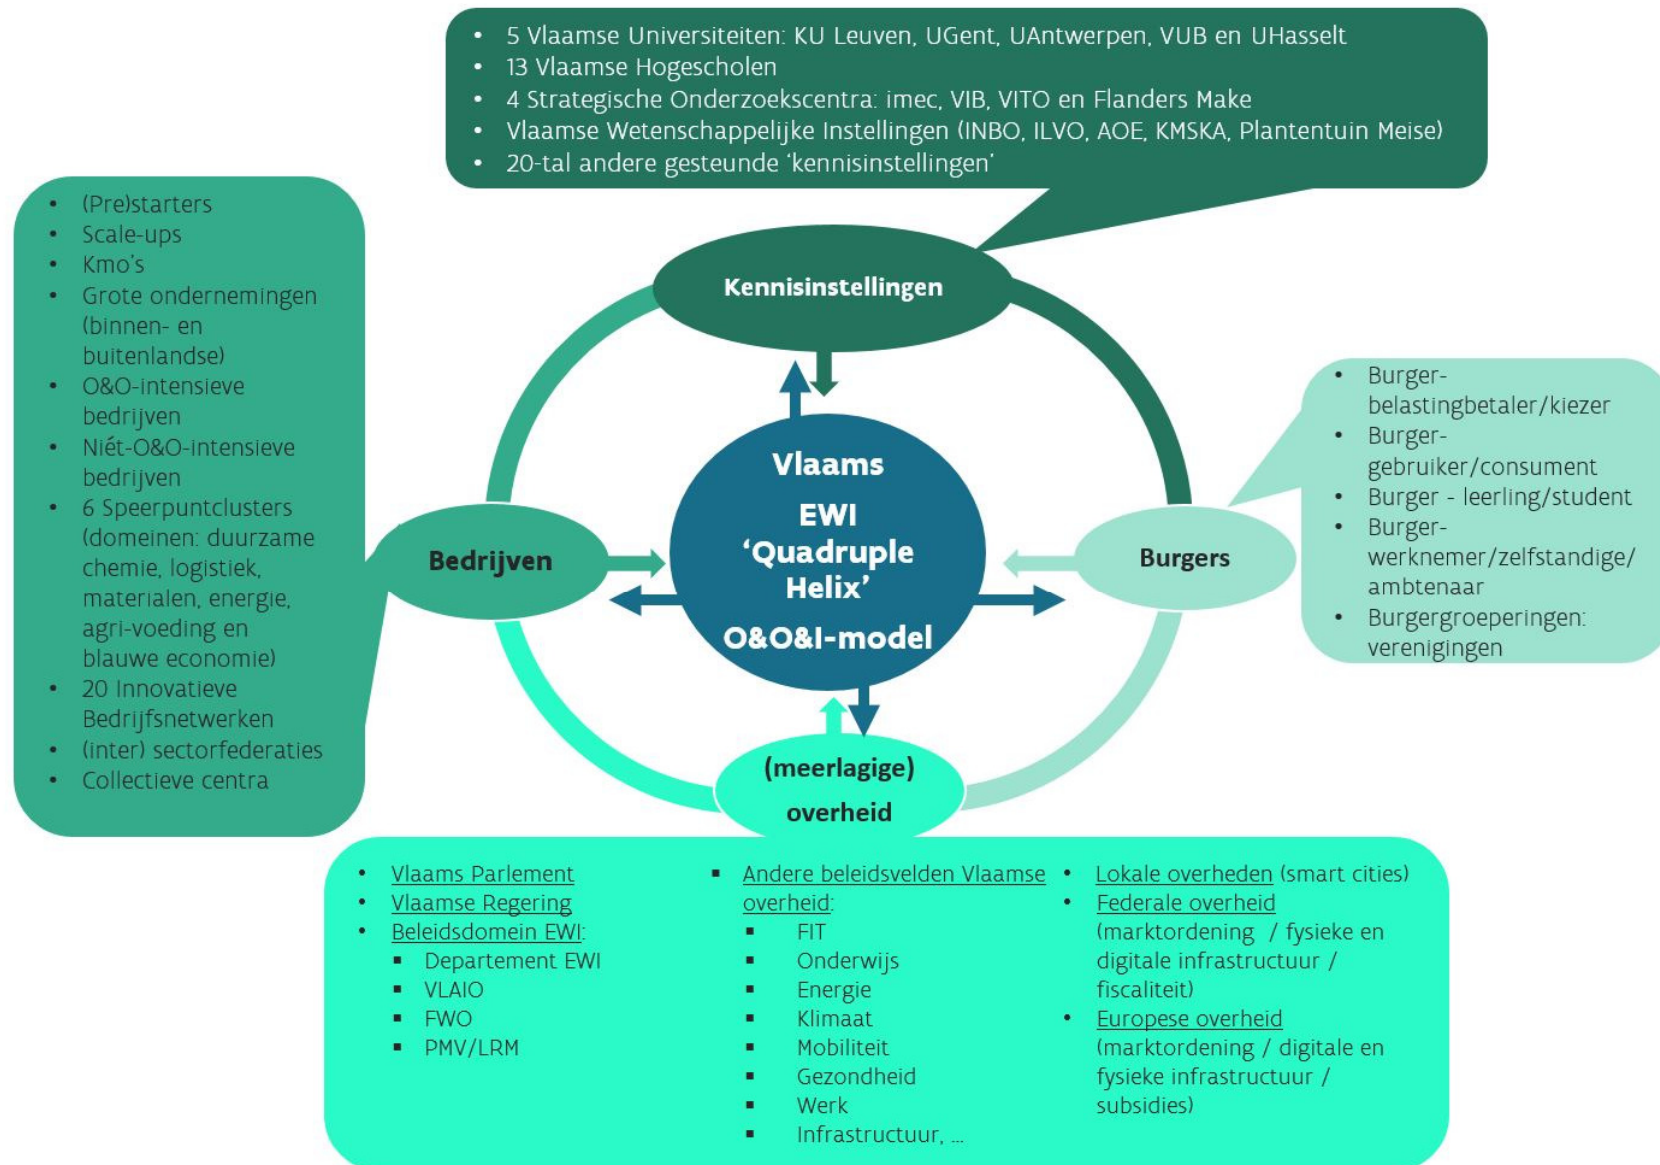 • 5 Vlaamse Universiteiten: KU Leuven, UGent, UAntwerpen, VUB en UHasselt
• 13 Vlaamse Hogescholen
• 4 Strategische Onderzoekscentra: imec, VIB, VITO en Flanders Make
• Vlaamse Wetenschappelijke Instellingen (INBO, ILVO, AOE, KMSKA, Plantentuin Meise)
• 20-tal andere gesteunde ‘kennisinstellingen’
• (Pre)starters
• Scale-ups
• Kmo’s
• Grote ondernemingen
(binnen- en
buitenlandse)
• O&O-intensieve
bedrijven
• Niét-O&O-intensieve
bedrijven
• 6 Speerpuntclusters
(domeinen: duurzame
chemie, logistiek,
materialen, energie,
agri-voeding en
blauwe economie)
• 20 Innovatieve
Bedrijfsnetwerken
• (inter) sectorfederaties
• Collectieve centra
Kennisinstellingen
Bedrijven
Vlaams
EWI
‘Quadruple
Helix’
O&O&I-model
Burgers
• Burger-
belastingbetaler/kiezer
• Burger-
gebruiker/consument
• Burger - leerling/student
• Burger-
werknemer/zelfstandige/
ambtenaar
• Burgergroeperingen:
verenigingen
(meerlagige)
overheid
• Vlaams Parlement
• Vlaamse Regering
• Beleidsdomein EWI:
▪ Departement EWI
▪ VLAIO
▪ FWO
▪ PMV/LRM
▪ Andere beleidsvelden Vlaamse
overheid:
▪ FIT
▪ Onderwijs
▪ Energie
▪ Klimaat
▪ Mobiliteit
▪ Gezondheid
▪ Werk
▪ Infrastructuur, ...
• Lokale overheden (smart cities)
• Federale overheid
(marktordening / fysieke en
digitale infrastructuur /
fiscaliteit)
• Europese overheid
(marktordening / digitale en
fysieke infrastructuur /
subsidies)